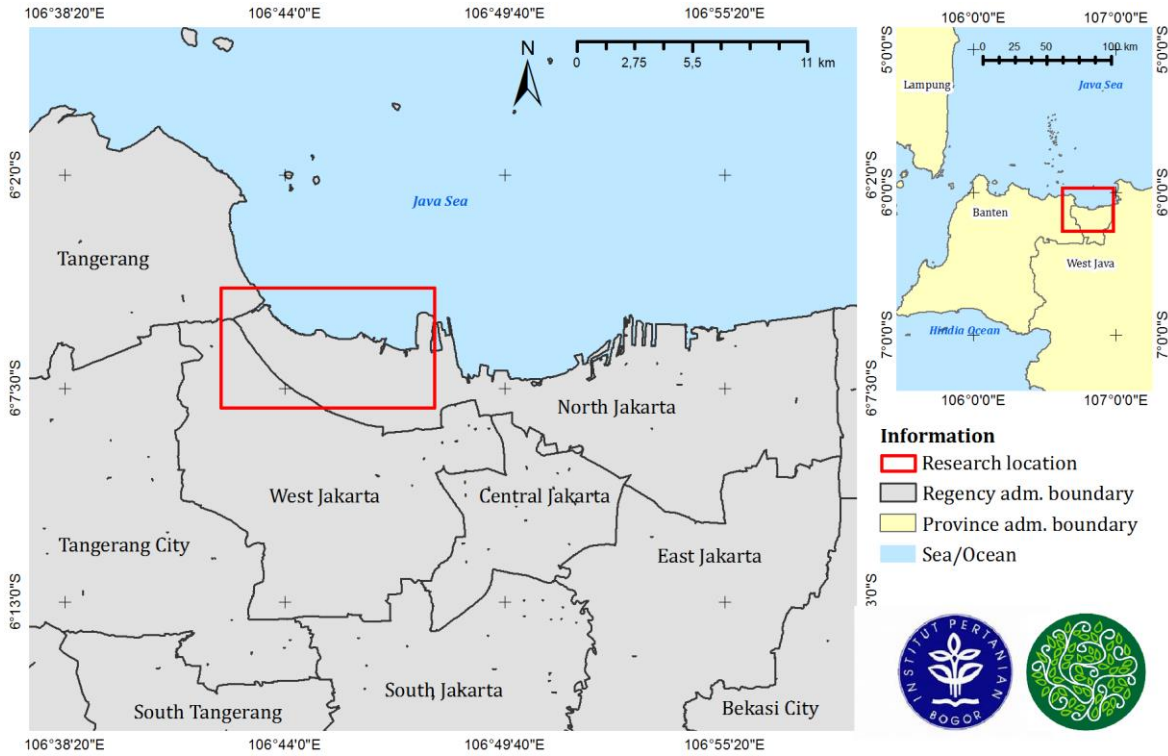 106°38'20"E 106°44'0"E 106°49'40"E 106°55'20"E
6°2'0"S
6°7'30"S
6°13'0"S
N
0 2,75 5,5 11 km
Java Sea
Tangerang
North Jakarta
West Jakarta
Central Jakarta
Tangerang City
East Jakarta
South Jakarta
South Tangerang
Bekasi City
6°2'0"S
6°7'30"S
3'0"S
106°38'20"E 106°44'0"E 106°49'40"E 106°55'20"E
106°0'0"E 107°0'0"E
5°0'0"S
6°0'0"S
7°0'0"S
0 25 50 100 km
Lampung
Java Sea
Banten
West Java
Hindia Ocean
5°0'0"S
6°0'0"S
7°0'0"S
106°0'0"E 107°0'0"E
Information
Research location
Regency adm. boundary
Province adm. boundary
Sea/Ocean
INSTITUT PERTANIAN
BOGOR